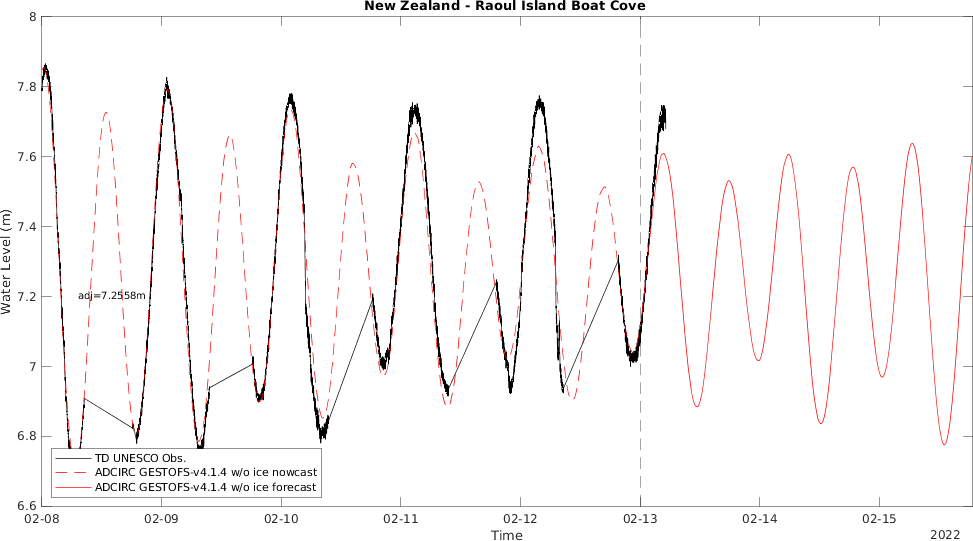 New Zealand - Raoul Island Boat Cove
8
7.8
7.6
7.4
7.2
7
6.8
6.6
Water Level (m)
adj=7.2558m
TD UNESCO Obs.
ADCIRC GESTOFS-v4.1.4 w/o ice nowcast
ADCIRC GESTOFS-v4.1.4 w/o ice forecast
02-08 02-09 02-10 02-11 02-12 02-13 02-14 02-15
Time
2022